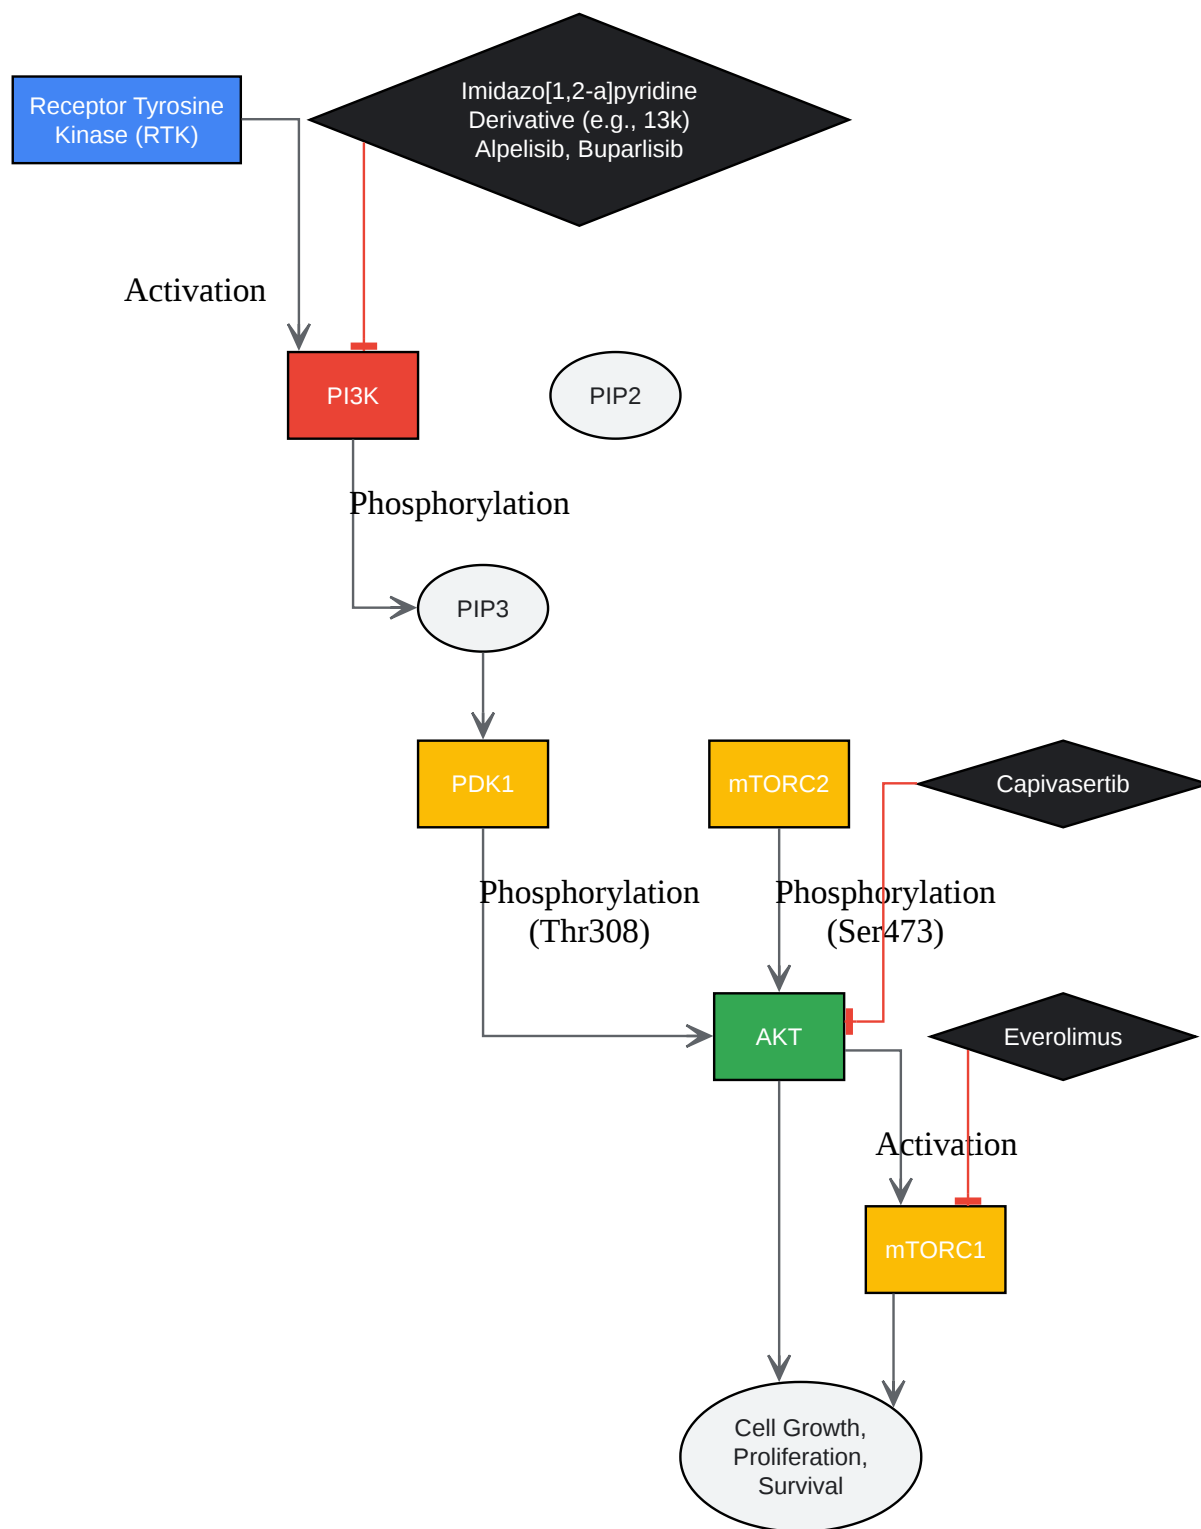 Receptor Tyrosine
Kinase (RTK)
Imidazo[1,2-a]pyridine
Derivative (e.g., 13k)
Alpelisib, Buparlisib
Activation
PI3K
PIP2
Phosphorylation
PIP3
PDK1
mTORC2
Capivasertib
Phosphorylation
(Thr308)
Phosphorylation
(Ser473)
AKT
Everolimus
Activation
mTORC1
Cell Growth,
Proliferation,
Survival